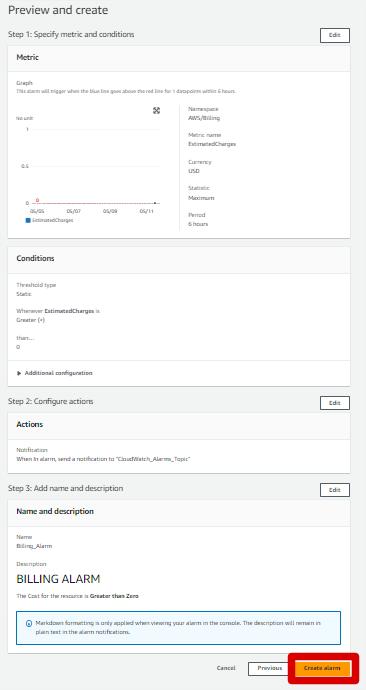 Preview and create
Step 1: Specify metric and conditions
Edit
Metric
Graph
This alarm will trigger when the blue line goes above the red line for 1 datapoints within 6 hours.
No unit
1
0.5
0
0
05/05
05/07
05/09
05/11
EstimatedCharges
Namespace
AWS/Billing
Metric name
EstimatedCharges
Currency
USD
Statistic
Maximum
Period
6 hours
Conditions
Threshold type
Static
Whenever EstimatedCharges is
Greater (>)
than...
0
Additional configuration
Step 2: Configure actions
Edit
Actions
Notification
When In alarm, send a notification to "CloudWatch_Alarms_Topic"
Step 3: Add name and description
Edit
Name and description
Name
Billing_Alarm
Description
BILLING ALARM
The Cost for the resource is Greater than Zero
Markdown formatting is only applied when viewing your alarm in the console. The description will remain in
plain text in the alarm notifications.
Cancel
Previous
Create alarm